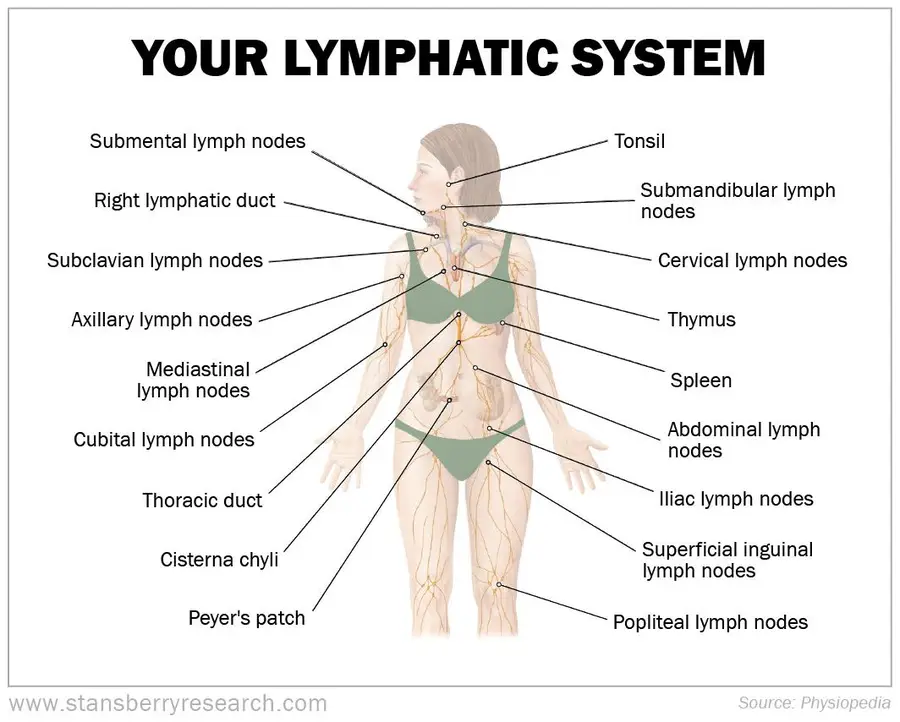 YOUR LYMPHATIC SYSTEM
Submental lymph nodes
Right lymphatic duct
Subclavian lymph nodes
Axillary lymph nodes
Mediastinal
lymph nodes
Cubital lymph nodes
Thoracic duct
Cisterna chyli
Peyer's patch
Tonsil
Submandibular lymph
nodes
Cervical lymph nodes
Thymus
Spleen
Abdominal lymph
nodes
Iliac lymph nodes
Superficial inguinal
lymph nodes
Popliteal lymph nodes
www.stansberryresearch.com
Source: Physiopedia